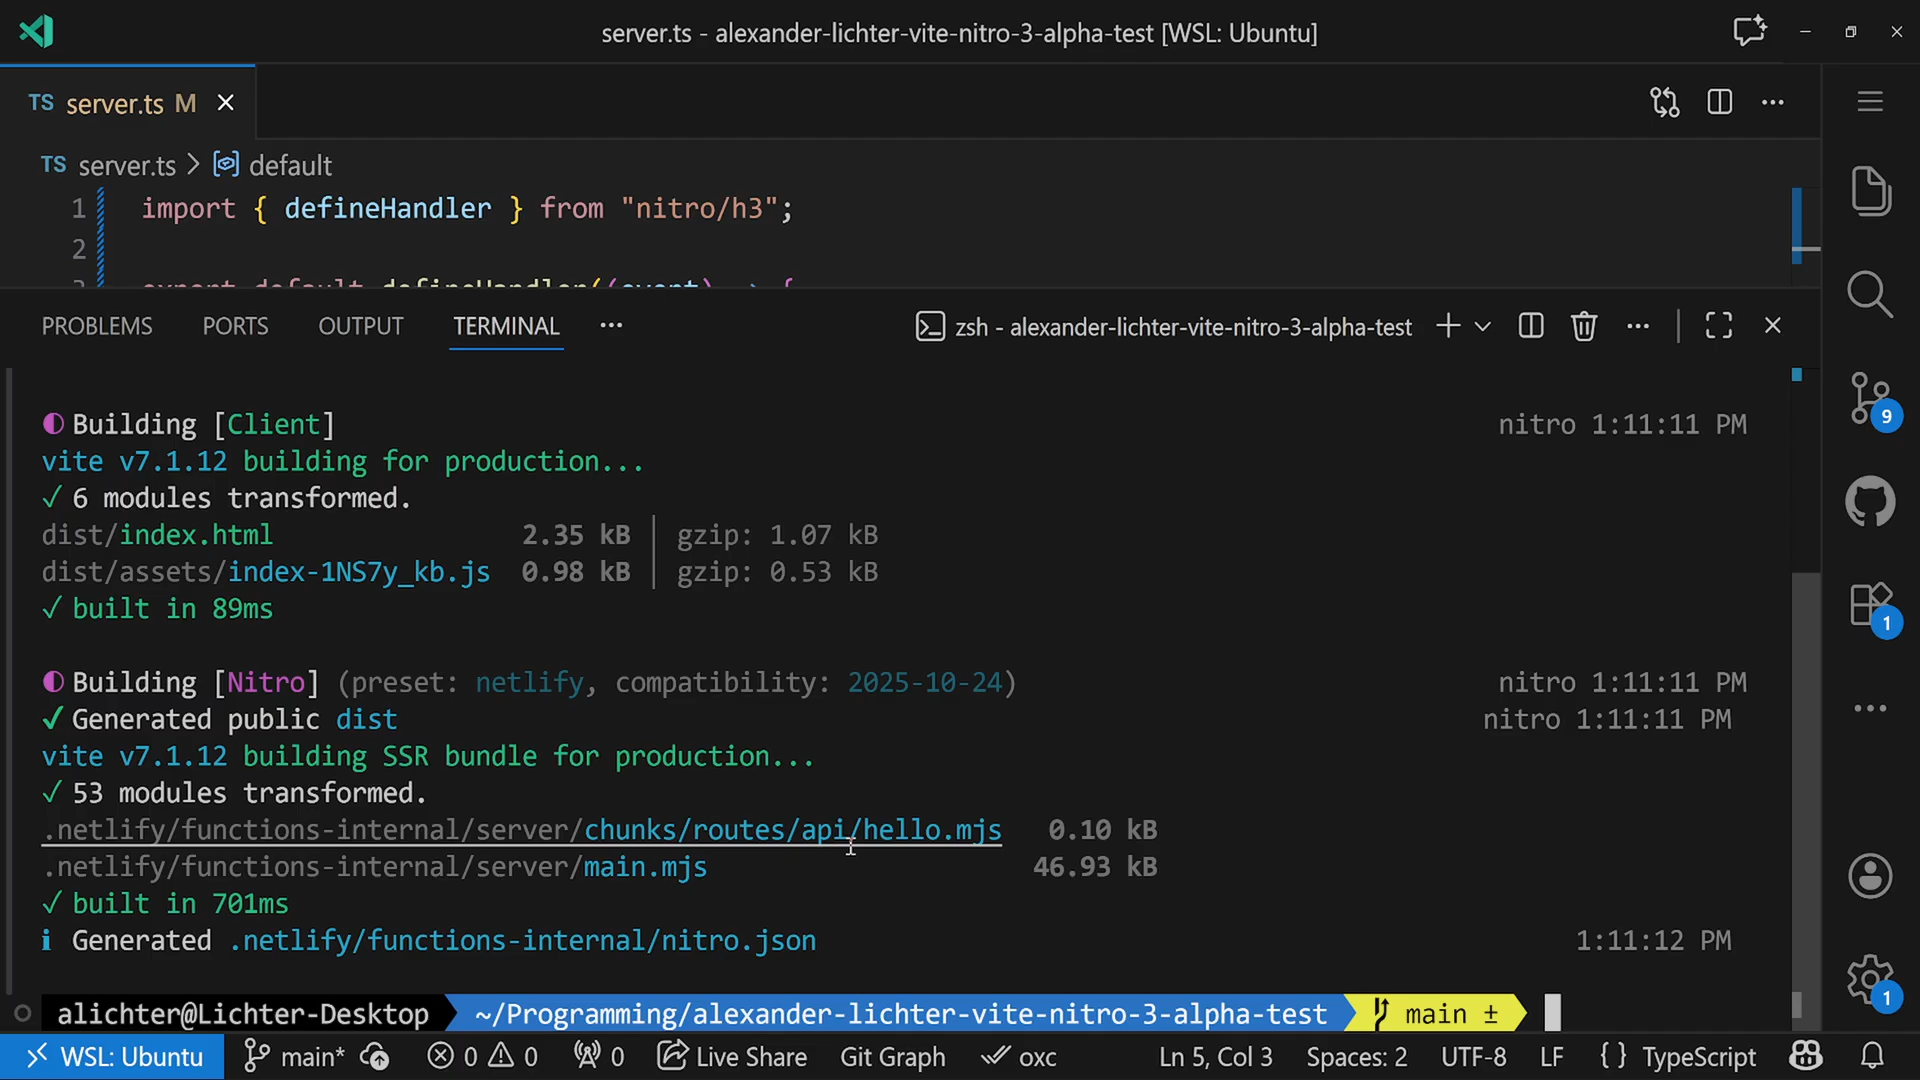 server.ts - alexander-lichter-vite-nitro-3-alpha-test [WSL: Ubuntu]
TS server.ts M
TS server.ts > default
1 import { defineHandler } from "nitro/h3";
2
3 export default defineHandler((event) => {
PROBLEMS PORTS OUTPUT TERMINAL ··· zsh - alexander-lichter-vite-nitro-3-alpha-test
Building [Client] nitro 1:11:11 PM
vite v7.1.12 building for production...
✓ 6 modules transformed.
dist/index.html 2.35 kB │ gzip: 1.07 kB
dist/assets/index-1NS7y_kb.js 0.98 kB │ gzip: 0.53 kB
✓ built in 89ms
Building [Nitro] (preset: netlify, compatibility: 2025-10-24) nitro 1:11:11 PM
✓ Generated public dist nitro 1:11:11 PM
vite v7.1.12 building SSR bundle for production...
✓ 53 modules transformed.
.netlify/functions-internal/server/chunks/routes/api/hello.mjs 0.10 kB
.netlify/functions-internal/server/main.mjs 46.93 kB
✓ built in 701ms
i Generated .netlify/functions-internal/nitro.json 1:11:12 PM
alichter@Lichter-Desktop ~/Programming/alexander-lichter-vite-nitro-3-alpha-test main ±
WSL: Ubuntu main* 0 0 0 Live Share Git Graph oxc Ln 5, Col 3 Spaces: 2 UTF-8 LF {} TypeScript
9
1
1